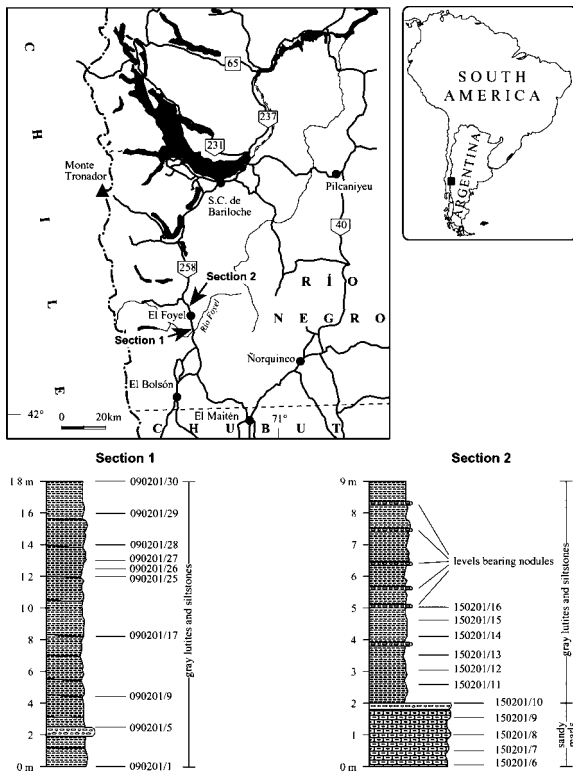 C H I L E
65
237
231
Monte
Tronador
S.C. de
Bariloche
Pilcaniyeu
40
258
Section 2
RÍO
NEGRO
El Foyel
Río Foyel
Section 1
Ñorquinco
El Bolsón
El Maitén
42°
0 20km
71°
C H U B U T
SOUTH
AMERICA
ARGENTINA
Section 1
18 m
16
14
12
10
8
6
4
2
0 m
090201/30
090201/29
090201/28
090201/27
090201/26
090201/25
090201/17
090201/9
090201/5
090201/1
gray lutites and siltstones
Section 2
9 m
8
7
6
5
4
3
2
1
0 m
levels bearing nodules
150201/16
150201/15
150201/14
150201/13
150201/12
150201/11
150201/10
150201/9
150201/8
150201/7
150201/6
gray lutites and siltstones
sandy
marls